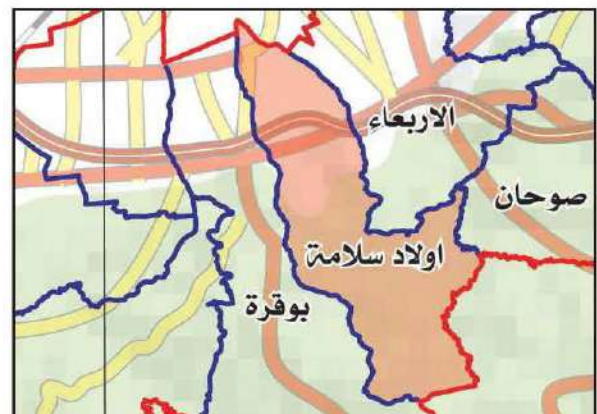 الاربعاء
صوحان
اولاد سلامة
بوقرة